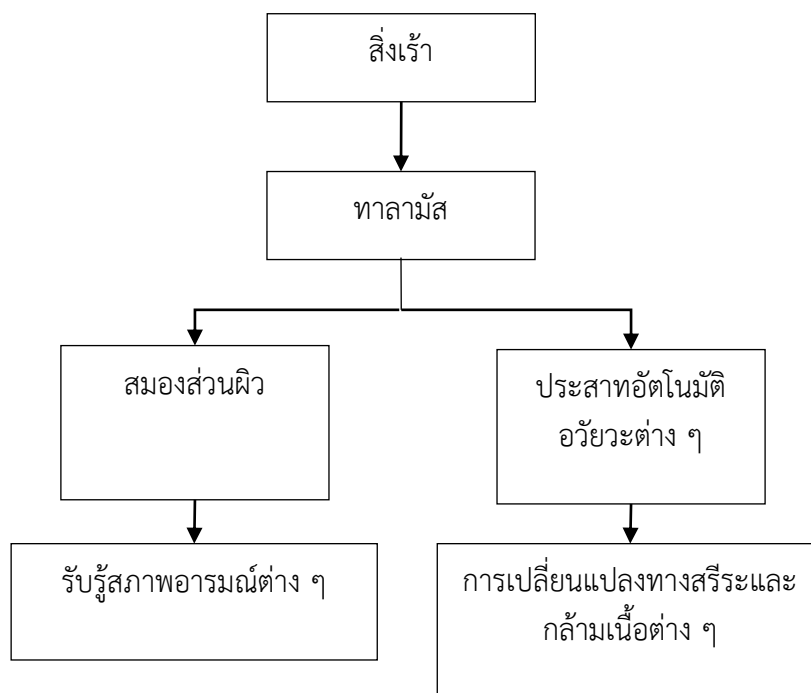 สิ่งเร้า
ทาลามัส
สมองส่วนผิว
ประสาทอัตโนมัติ
อวัยวะต่าง ๆ
รับรู้สภาพอารมณ์ต่าง ๆ
การเปลี่ยนแปลงทางสรีระและ
กล้ามเนื้อต่าง ๆ